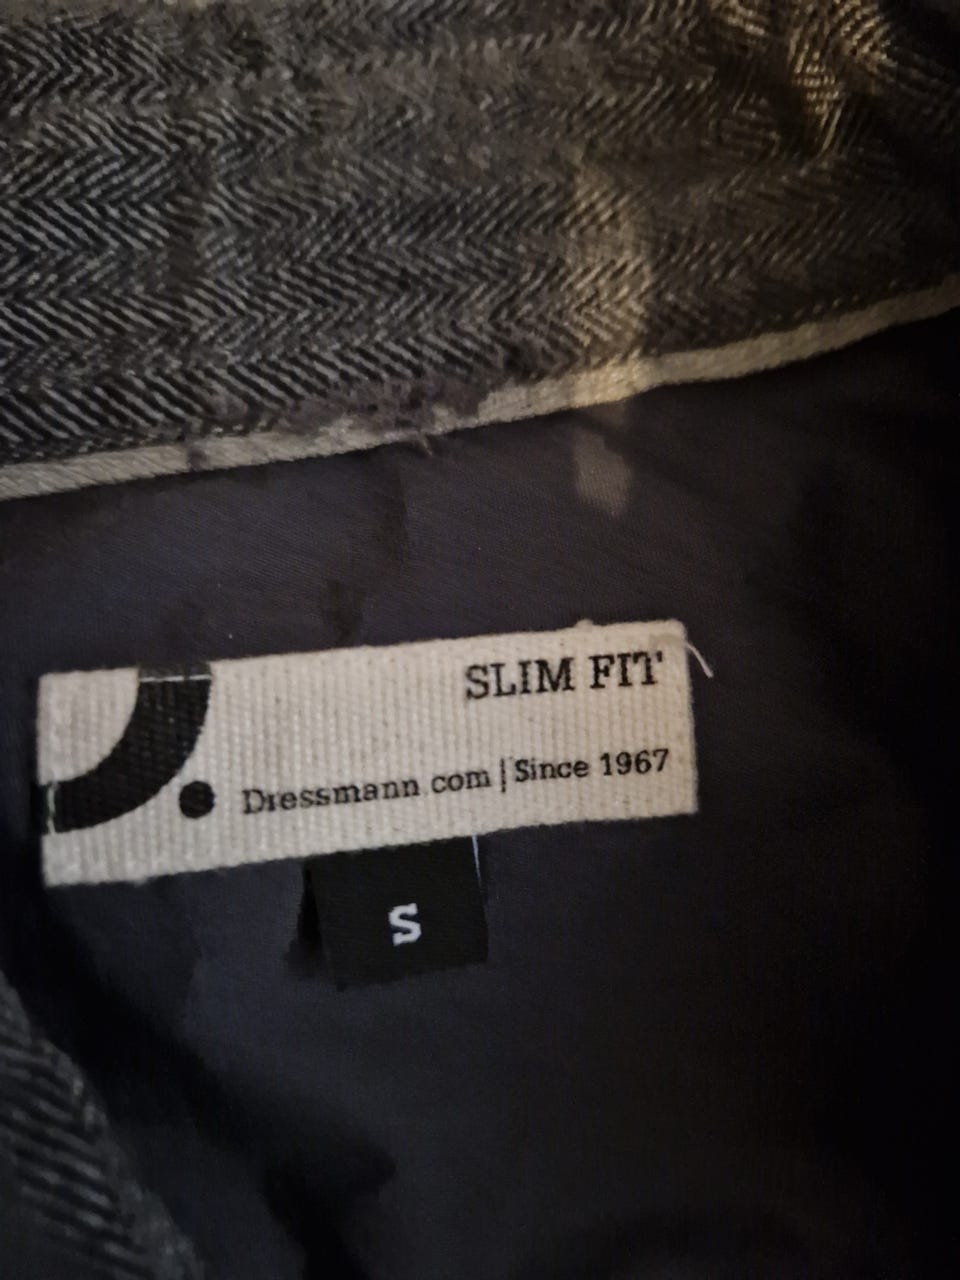 SLIM FIT
Dressmann.com | Since 1967
S